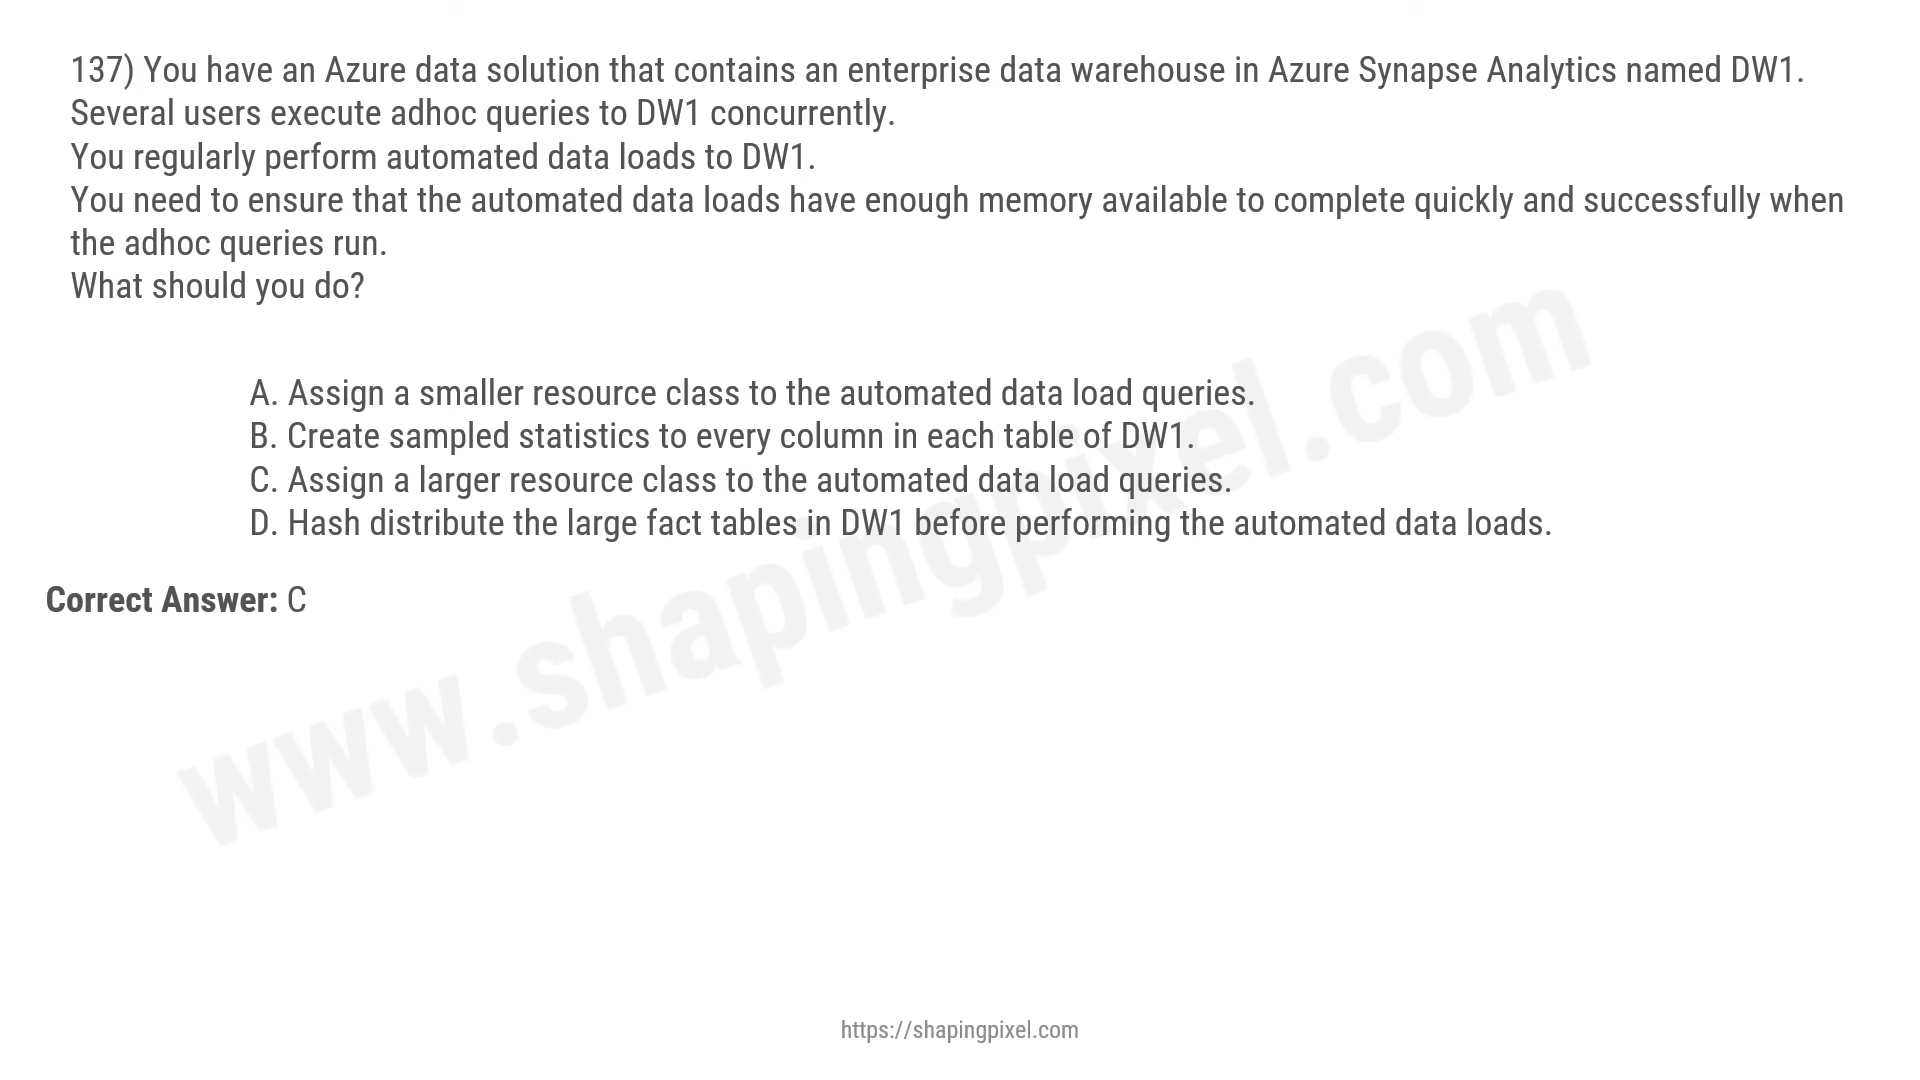 137) You have an Azure data solution that contains an enterprise data warehouse in Azure Synapse Analytics named DW1.
Several users execute adhoc queries to DW1 concurrently.
You regularly perform automated data loads to DW1.
You need to ensure that the automated data loads have enough memory available to complete quickly and successfully when
the adhoc queries run.
What should you do?
A. Assign a smaller resource class to the automated data load queries.
B. Create sampled statistics to every column in each table of DW1.
C. Assign a larger resource class to the automated data load queries.
D. Hash distribute the large fact tables in DW1 before performing the automated data loads.
Correct Answer: C
www.shapingpixel.com
https://shapingpixel.com